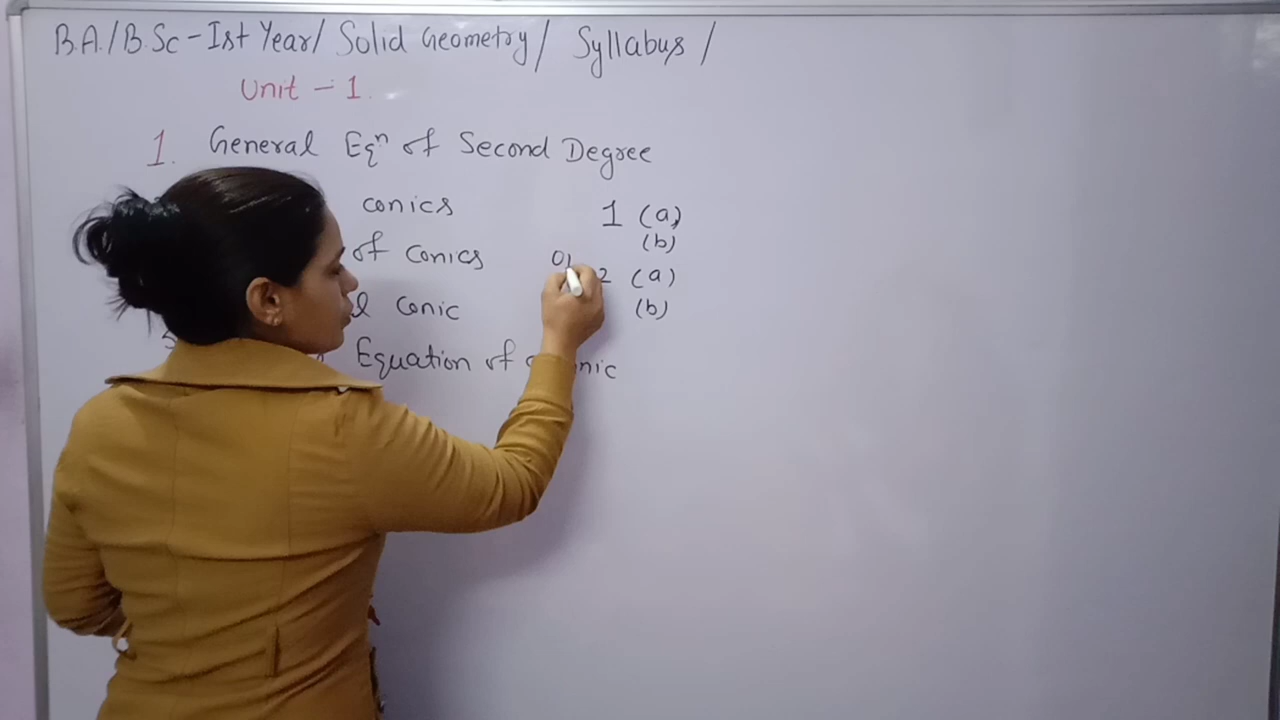 B.A./B.Sc - Ist Year/ Solid Geometry/ Syllabus /
Unit - 1.
1. General Eqⁿ of Second Degree
conics
of Conics
Conic
Equation of
1 (a)
(b)
2 (a)
(b)